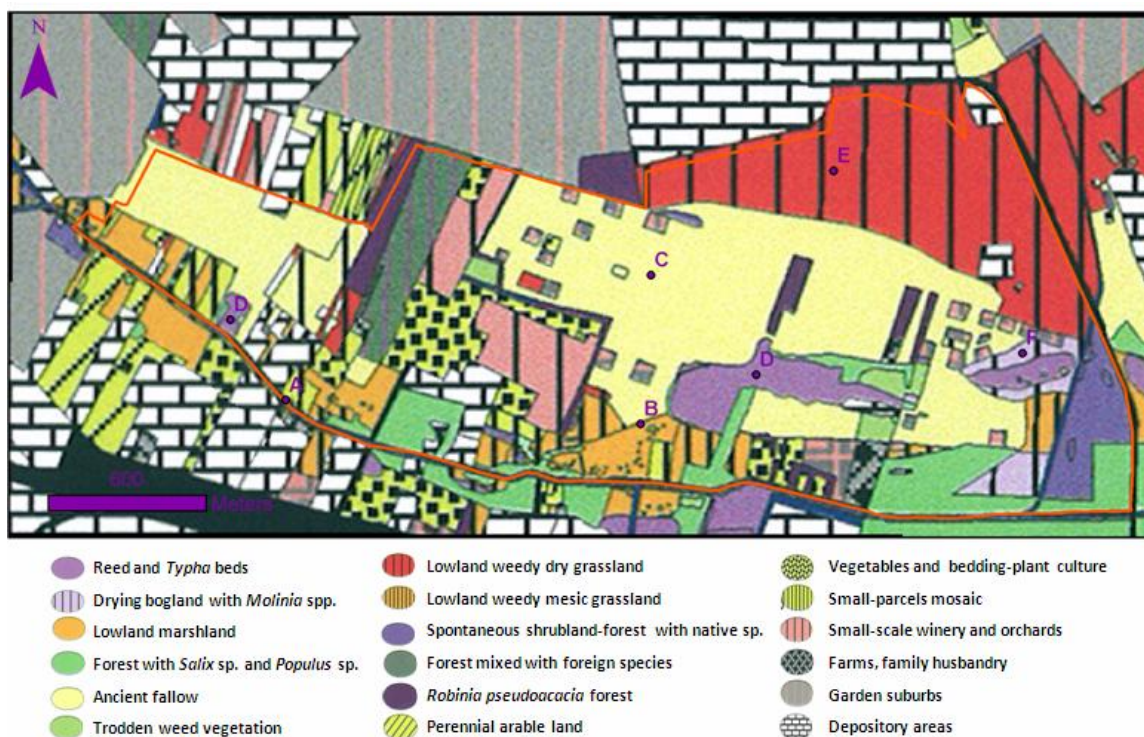 N
E
C
D
F
D
A
B
600
Meters
Reed and Typha beds
Drying bogland with Molinia spp.
Lowland marshland
Forest with Salix sp. and Populus sp.
Ancient fallow
Trodden weed vegetation
Lowland weedy dry grassland
Lowland weedy mesic grassland
Spontaneous shrubland-forest with native sp.
Forest mixed with foreign species
Robinia pseudoacacia forest
Perennial arable land
Vegetables and bedding-plant culture
Small-parcels mosaic
Small-scale winery and orchards
Farms, family husbandry
Garden suburbs
Depository areas